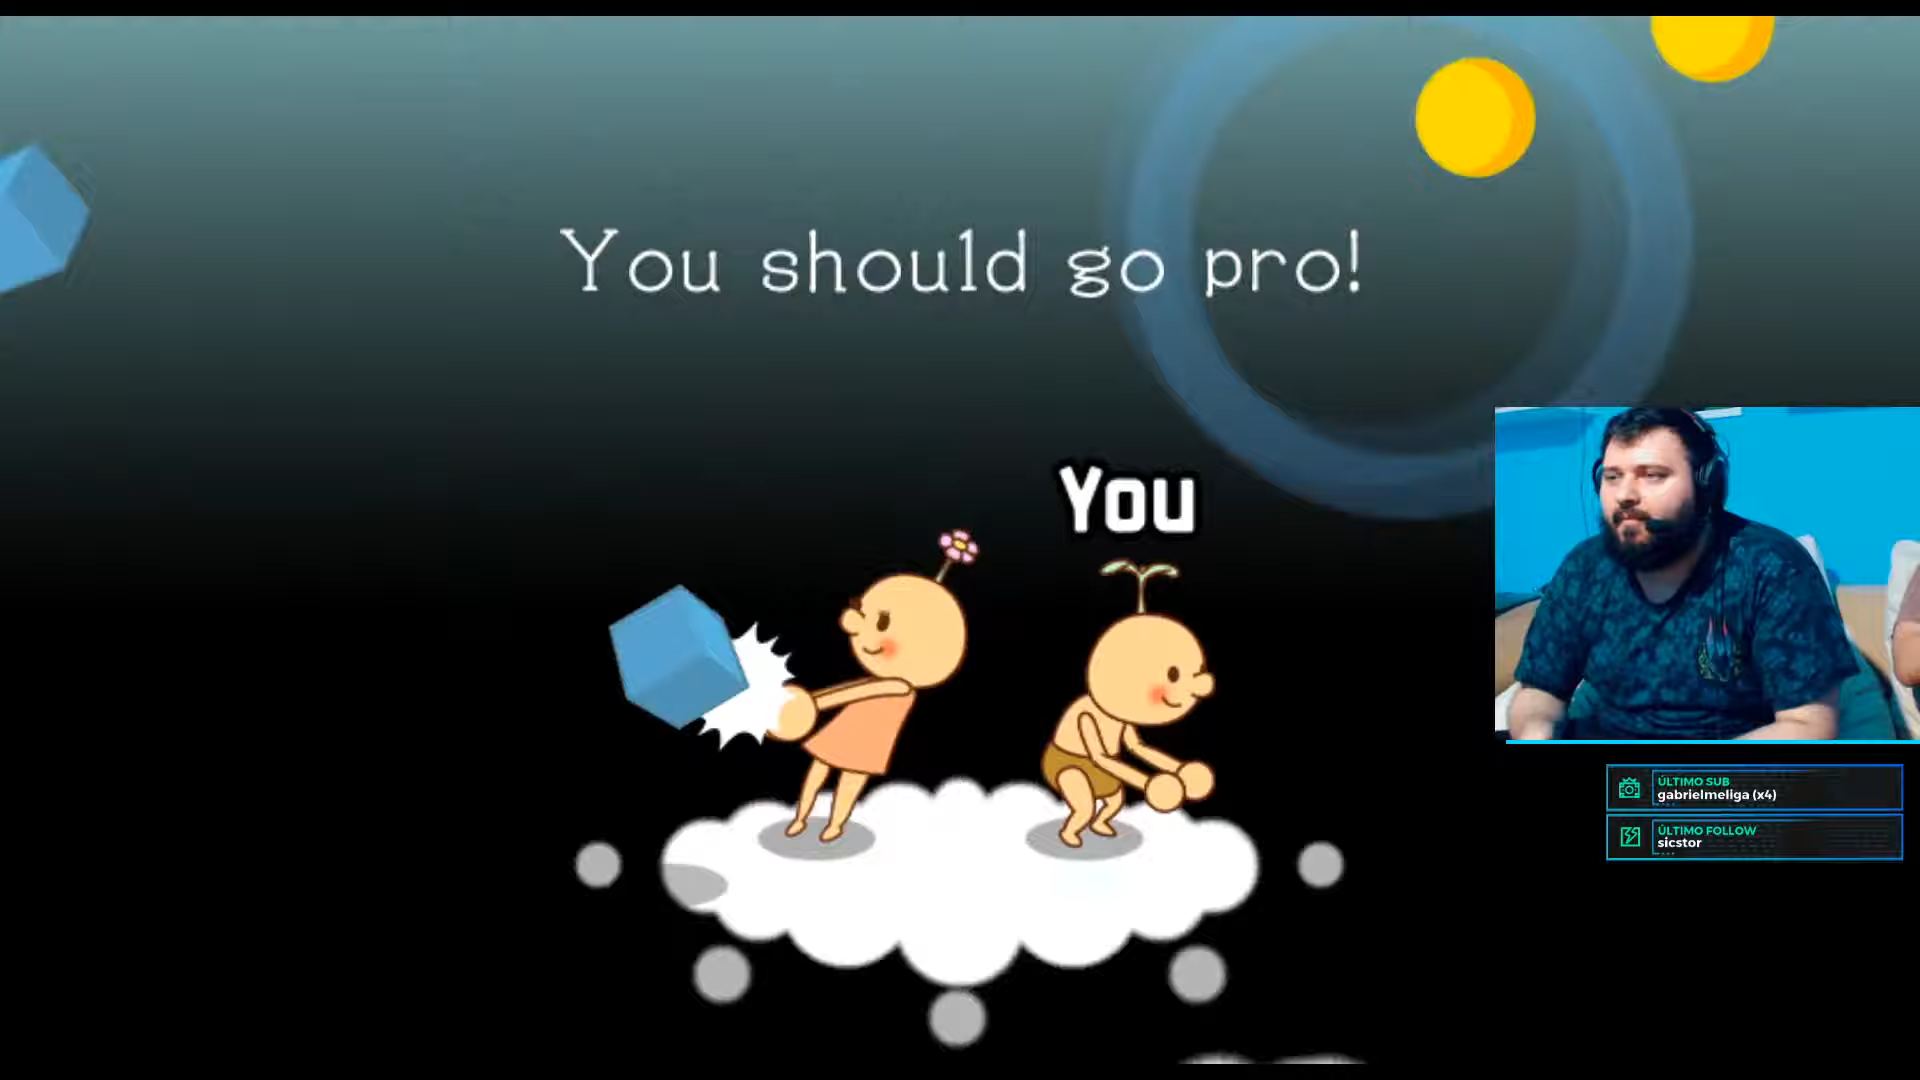 You should go pro!
You
ÚLTIMO SUB
gabrielmeliga (x4)
ÚLTIMO FOLLOW
sicstor